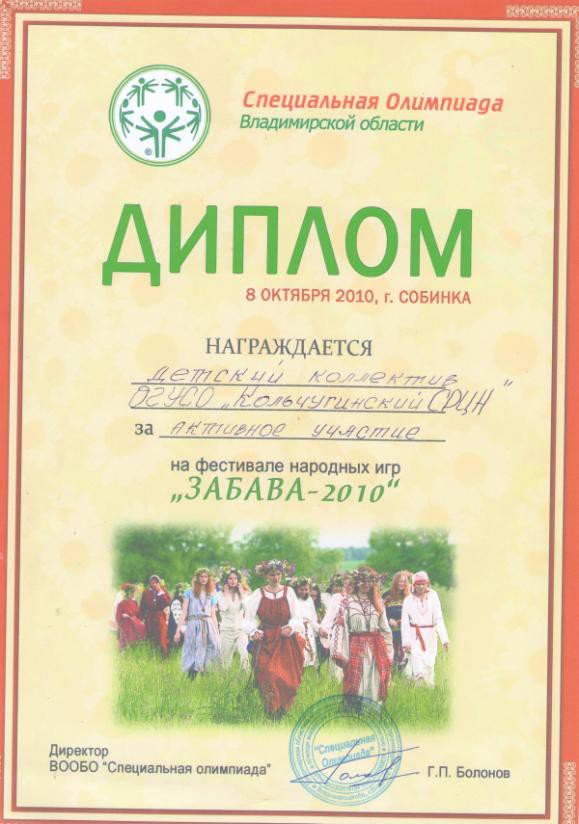 Специальная Олимпиада
Владимирской области
®
ДИПЛОМ
8 ОКТЯБРЯ 2010, г. СОБИНКА
НАГРАЖДАЕТСЯ
детский коллектив
ОГУСО „Кольчугинский СРЦН"
за активное участие
на фестивале народных игр
„ЗАБАВА-2010“
"Специальная
Олимпиада"
Директор
ВООБО "Специальная олимпиада"
Г.П. Болонов